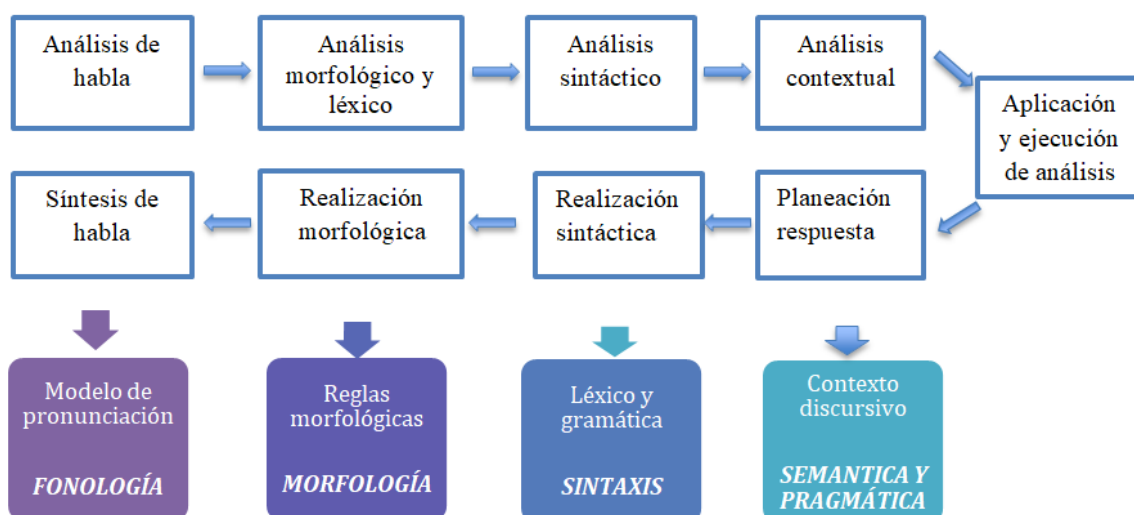 Análisis de
habla
Análisis
morfológico y
léxico
Análisis
sintáctico
Análisis
contextual
Aplicación
y ejecución
de análisis
Síntesis de
habla
Realización
morfológica
Realización
sintáctica
Planeación
respuesta
Modelo de
pronunciación
FONOLOGÍA
Reglas
morfológicas
MORFOLOGÍA
Léxico y
gramática
SINTAXIS
Contexto
discursivo
SEMANTICA Y
PRAGMÁTICA